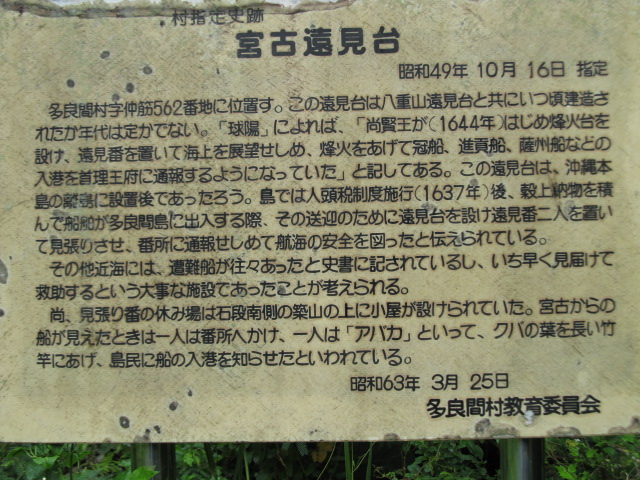 村指定史跡
宮古遠見台
昭和49年 10月 16日 指定
多良間村字仲筋562番地に位置す。この遠見台は八重山遠見台と共にいつ頃建造さ
れたか年代は定かでない。「球陽」によれば、「尚賢王が(1644年)はじめ烽火台を
設け、遠見番を置いて海上を展望せしめ、烽火をあげて冠船、進貢船、薩州船などの
入港を首理王府に通報するようになっていた」と記してある。この遠見台は、沖縄本
島の離島に設置後であったろう。島では人頭税制度施行(1637年)後、穀上納物を積
んで船舶が多良間島に出入する際、その送迎のために遠見台を設け遠見番二人を置い
て見張りさせ、番所に通報せしめて航海の安全を図ったと伝えられている。
その他近海には、遭難船が往々あったと史書に記されているし、いち早く見届けて
救助するという大事な施設であったことが考えられる。
尚、見張り番の休み場は石段南側の築山の上に小屋が設けられていた。宮古からの
船が見えたときは一人は番所へかけ、一人は「アバカ」といって、クバの葉を長い竹
竿にあげ、島民に船の入港を知らせたといわれている。
昭和63年 3月 25日
多良間村教育委員会